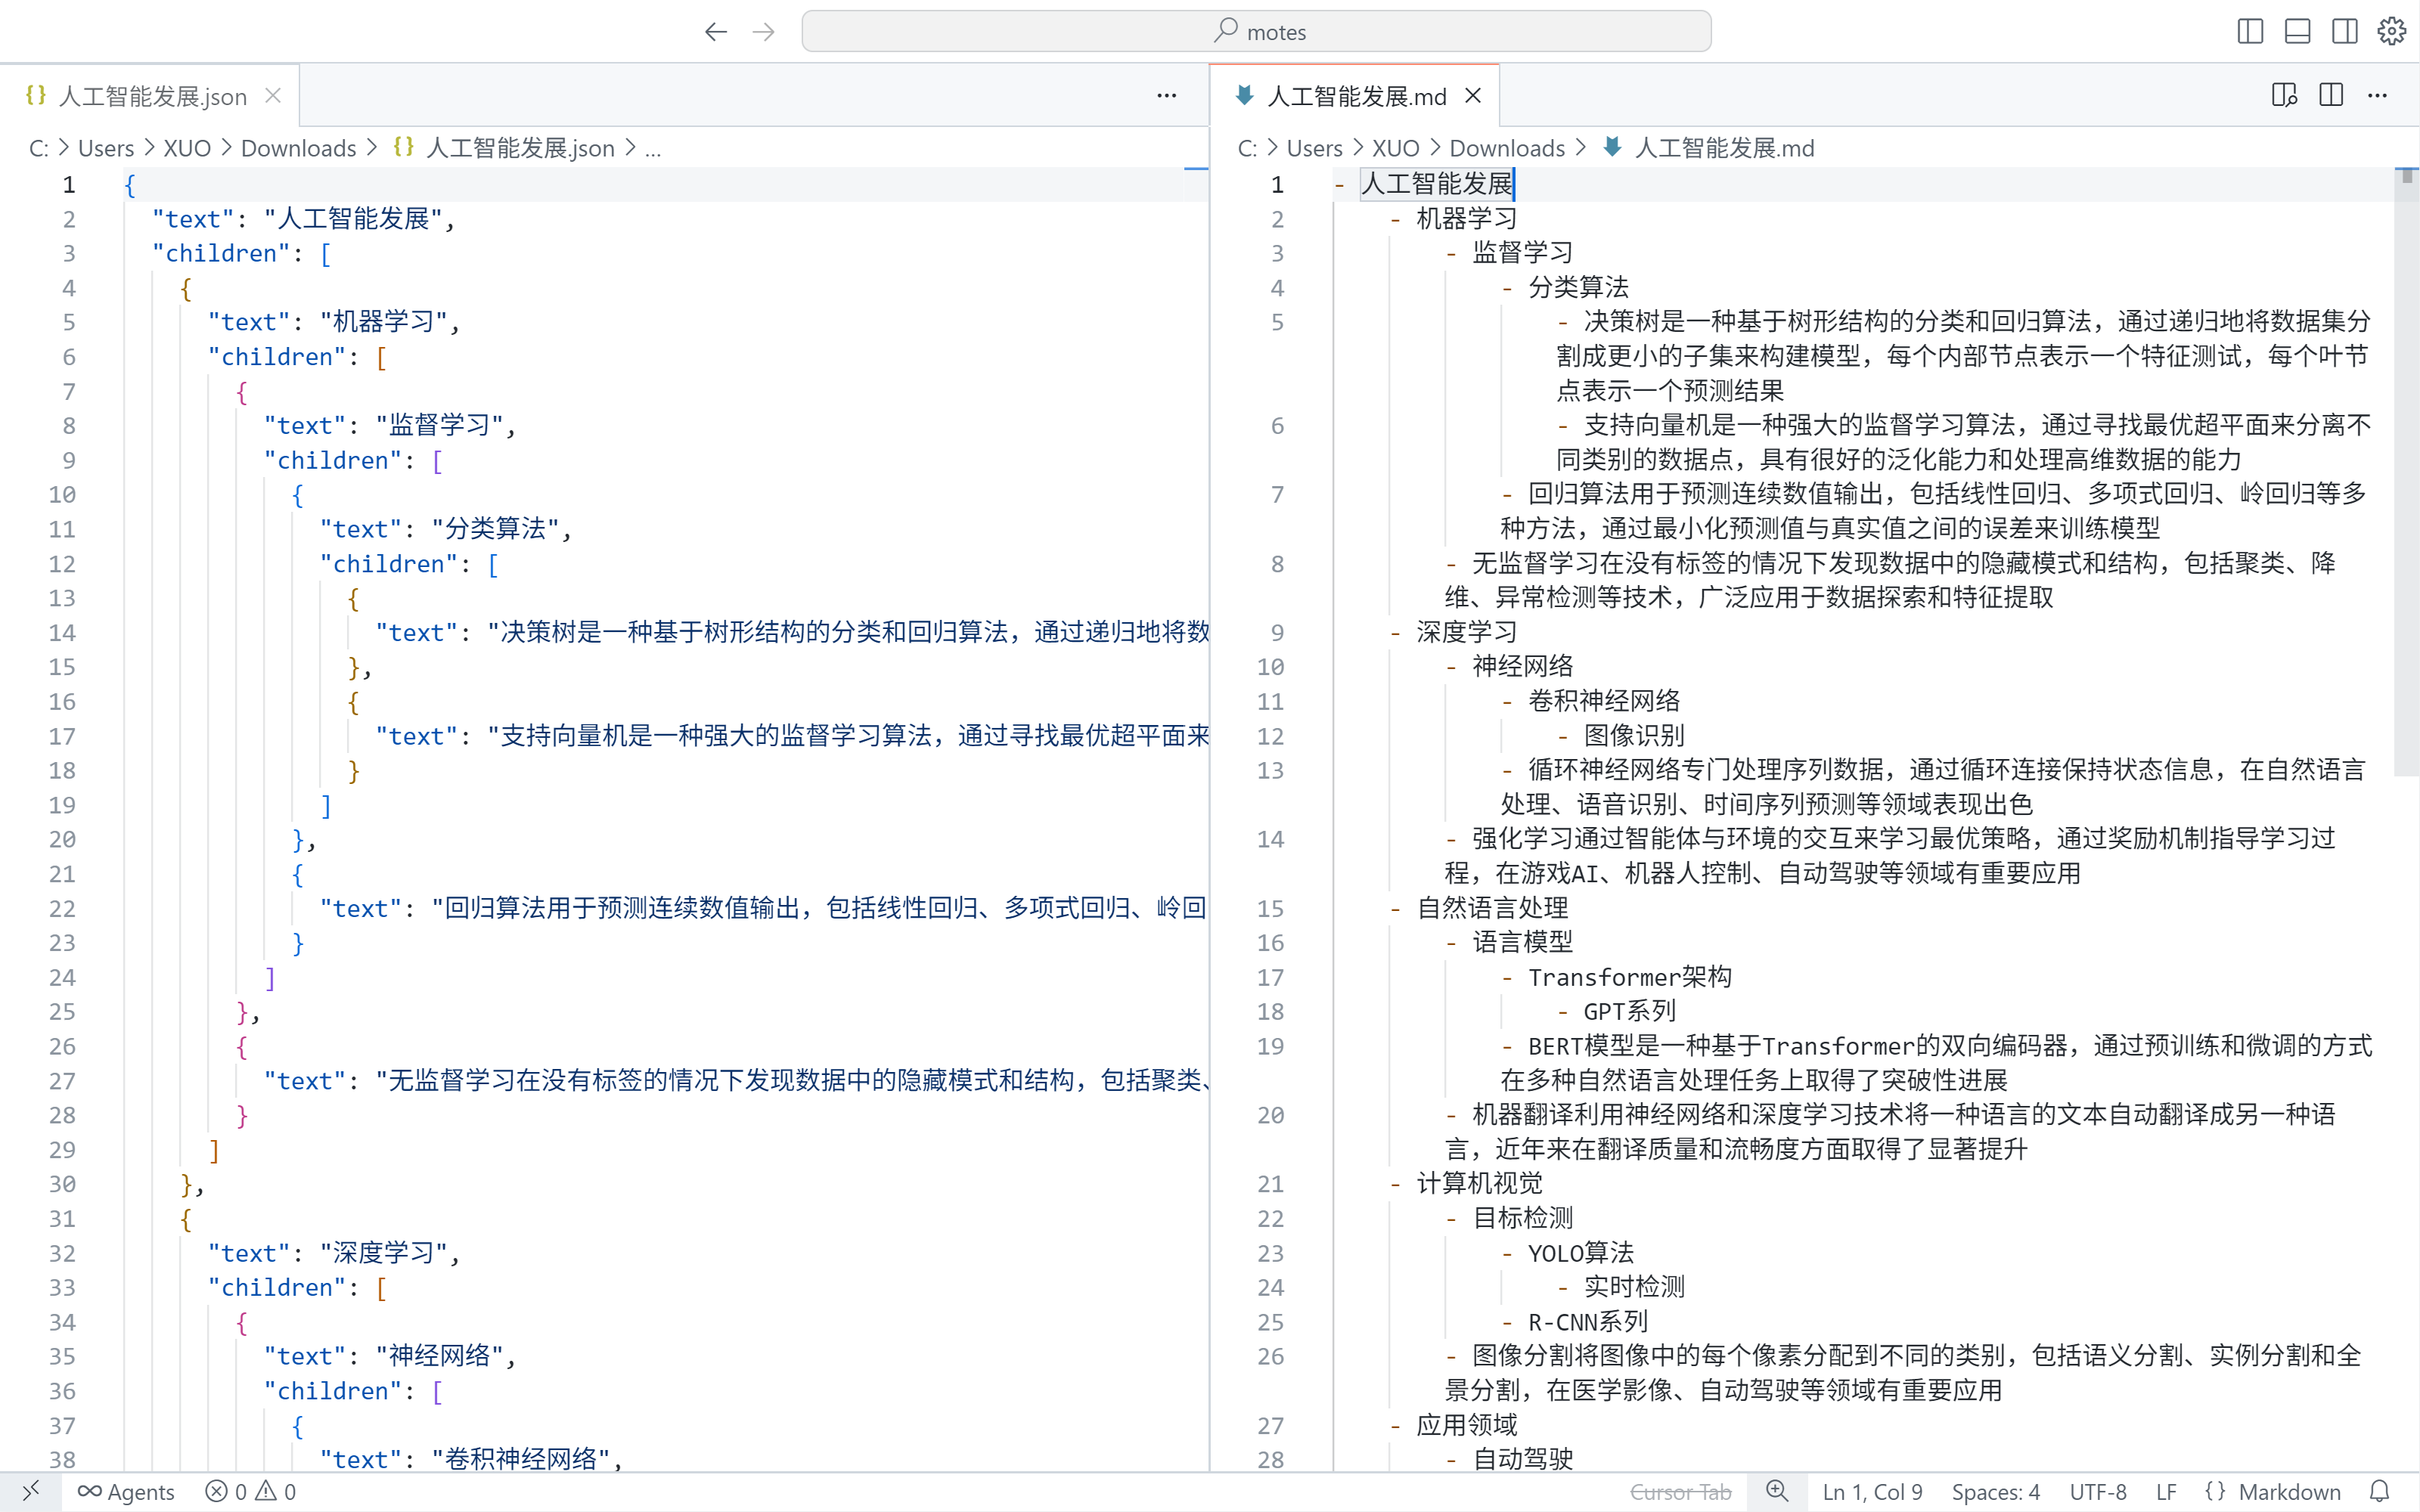 motes
人工智能发展.json
C: > Users > XUO > Downloads > {} 人工智能发展.json > ...
1 {
2 "text": "人工智能发展",
3 "children": [
4 {
5 "text": "机器学习",
6 "children": [
7 {
8 "text": "监督学习",
9 "children": [
10 {
11 "text": "分类算法",
12 "children": [
13 {
14 "text": "决策树是一种基于树形结构的分类和回归算法，通过递归地将数
15 },
16 {
17 "text": "支持向量机是一种强大的监督学习算法，通过寻找最优超平面来
18 }
19 ]
20 },
21 {
22 "text": "回归算法用于预测连续数值输出，包括线性回归、多项式回归、岭回
23 }
24 ]
25 },
26 {
27 "text": "无监督学习在没有标签的情况下发现数据中的隐藏模式和结构，包括聚类、
28 }
29 ]
30 },
31 {
32 "text": "深度学习",
33 "children": [
34 {
35 "text": "神经网络",
36 "children": [
37 {
38 "text": "卷积神经网络",
人工智能发展.md
C: > Users > XUO > Downloads > 人工智能发展.md
1 - 人工智能发展
2 - 机器学习
3 - 监督学习
4 - 分类算法
5 - 决策树是一种基于树形结构的分类和回归算法，通过递归地将数据集分
割成更小的子集来构建模型，每个内部节点表示一个特征测试，每个叶节
点表示一个预测结果
6 - 支持向量机是一种强大的监督学习算法，通过寻找最优超平面来分离不
同类别的数据点，具有很好的泛化能力和处理高维数据的能力
7 - 回归算法用于预测连续数值输出，包括线性回归、多项式回归、岭回归等多
种方法，通过最小化预测值与真实值之间的误差来训练模型
8 - 无监督学习在没有标签的情况下发现数据中的隐藏模式和结构，包括聚类、降
维、异常检测等技术，广泛应用于数据探索和特征提取
9 - 深度学习
10 - 神经网络
11 - 卷积神经网络
12 - 图像识别
13 - 循环神经网络专门处理序列数据，通过循环连接保持状态信息，在自然语言
处理、语音识别、时间序列预测等领域表现出色
14 - 强化学习通过智能体与环境的交互来学习最优策略，通过奖励机制指导学习过
程，在游戏AI、机器人控制、自动驾驶等领域有重要应用
15 - 自然语言处理
16 - 语言模型
17 - Transformer架构
18 - GPT系列
19 - BERT模型是一种基于Transformer的双向编码器，通过预训练和微调的方式
在多种自然语言处理任务上取得了突破性进展
20 - 机器翻译利用神经网络和深度学习技术将一种语言的文本自动翻译成另一种语
言，近年来在翻译质量和流畅度方面取得了显著提升
21 - 计算机视觉
22 - 目标检测
23 - YOLO算法
24 - 实时检测
25 - R-CNN系列
26 - 图像分割将图像中的每个像素分配到不同的类别，包括语义分割、实例分割和全
景分割，在医学影像、自动驾驶等领域有重要应用
27 - 应用领域
28 - 自动驾驶
Agents 0 0 Cursor Tab Ln 1, Col 9 Spaces: 4 UTF-8 LF {} Markdown